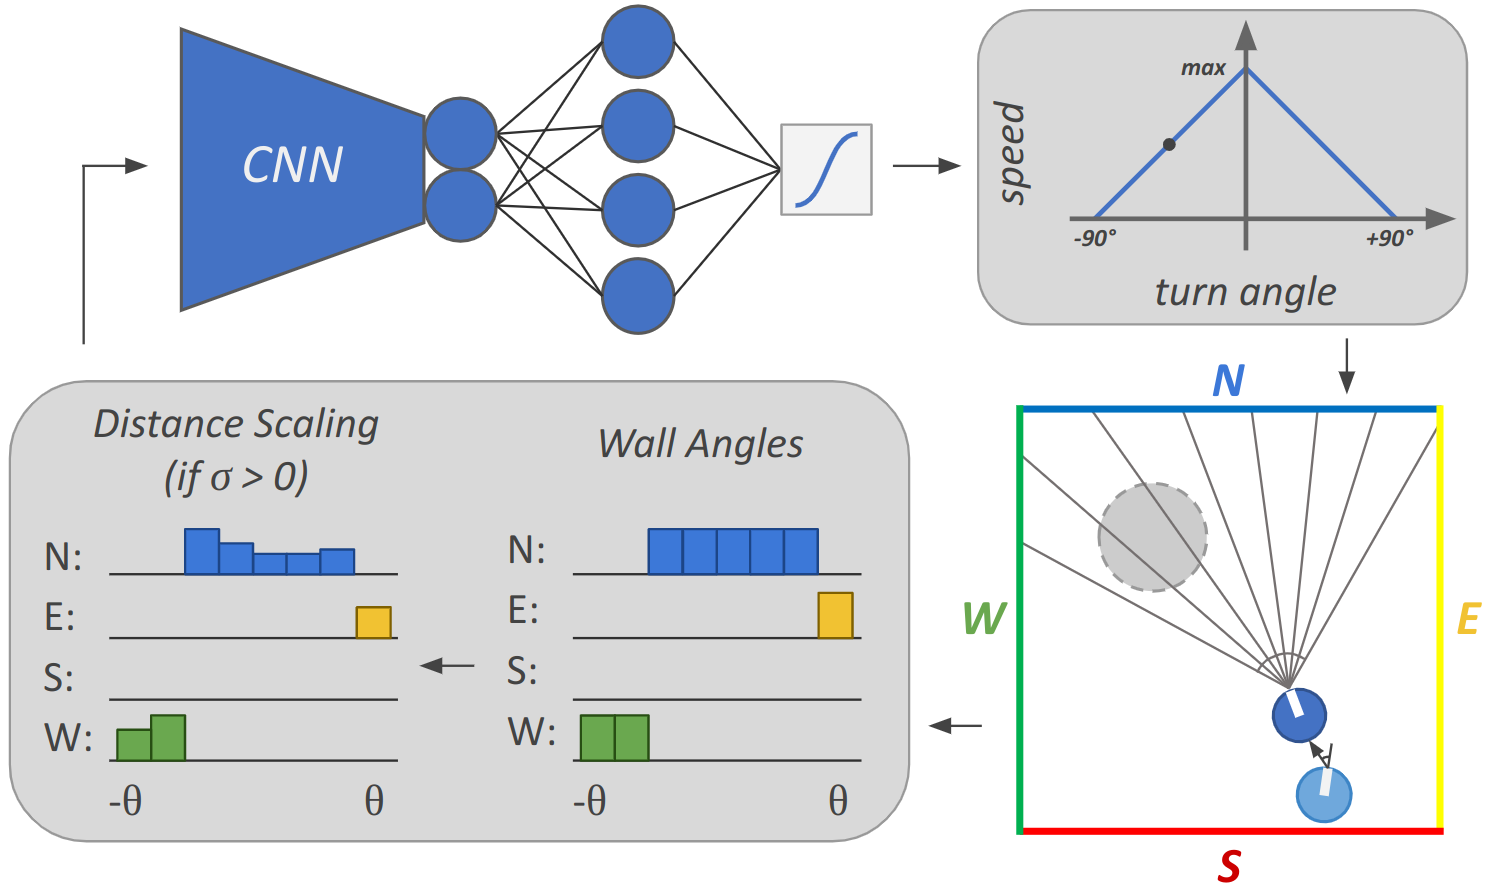 CNN
max
speed
-90°
+90°
turn angle
Distance Scaling
(if σ > 0)
N:
E:
S:
W:
-θ
θ
Wall Angles
N:
E:
S:
W:
-θ
θ
N
W
E
S